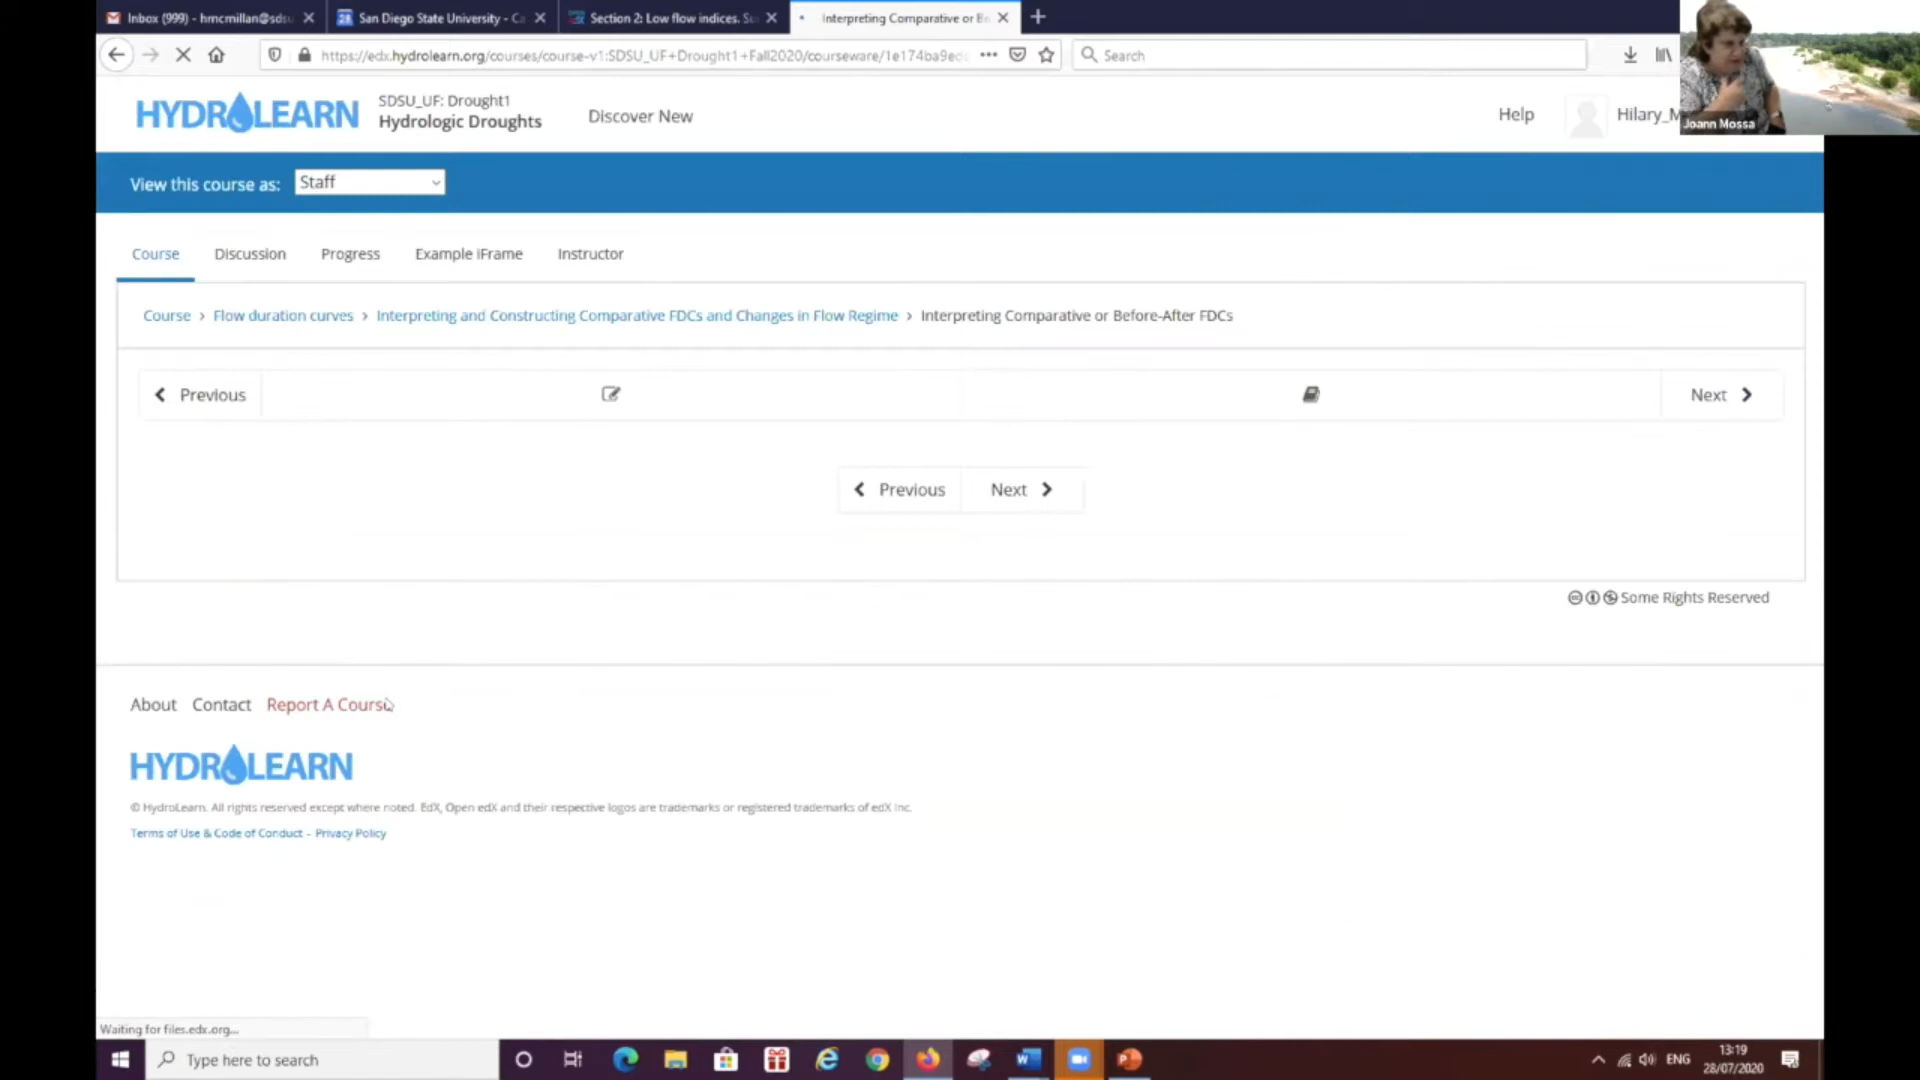 Inbox (999) - hmcmillan@sdsu
San Diego State University - Ca
Section 2: Low flow indices. Su
Interpreting Comparative or Be
https://edx.hydrolearn.org/courses/course-v1:SDSU_UF+Drought1+Fall2020/courseware/1e174ba9ed
Search
HYDROLEARN
SDSU_UF: Drought1
Hydrologic Droughts
Discover New
Help
Hilary_M
Joann Mossa
View this course as:
Staff
Course
Discussion
Progress
Example iFrame
Instructor
Course > Flow duration curves > Interpreting and Constructing Comparative FDCs and Changes in Flow Regime > Interpreting Comparative or Before-After FDCs
Previous
Next
Previous
Next
Some Rights Reserved
About
Contact
Report A Course
HYDROLEARN
© HydroLearn. All rights reserved except where noted. EdX, Open edX and their respective logos are trademarks or registered trademarks of edX Inc.
Terms of Use & Code of Conduct - Privacy Policy
Waiting for files.edx.org...
Type here to search
ENG
13:19
28/07/2020